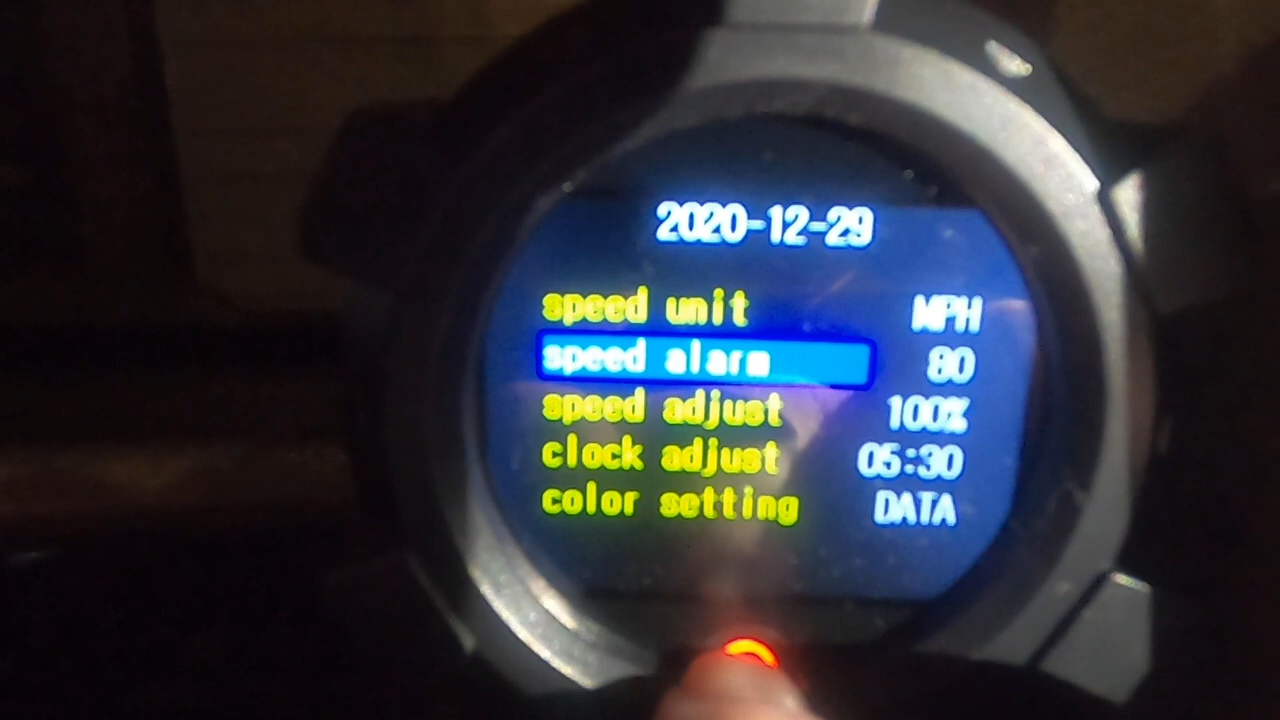 2020-12-29
speed unit MPH
speed alarm 80
speed adjust 100%
clock adjust 05:30
color setting DATA